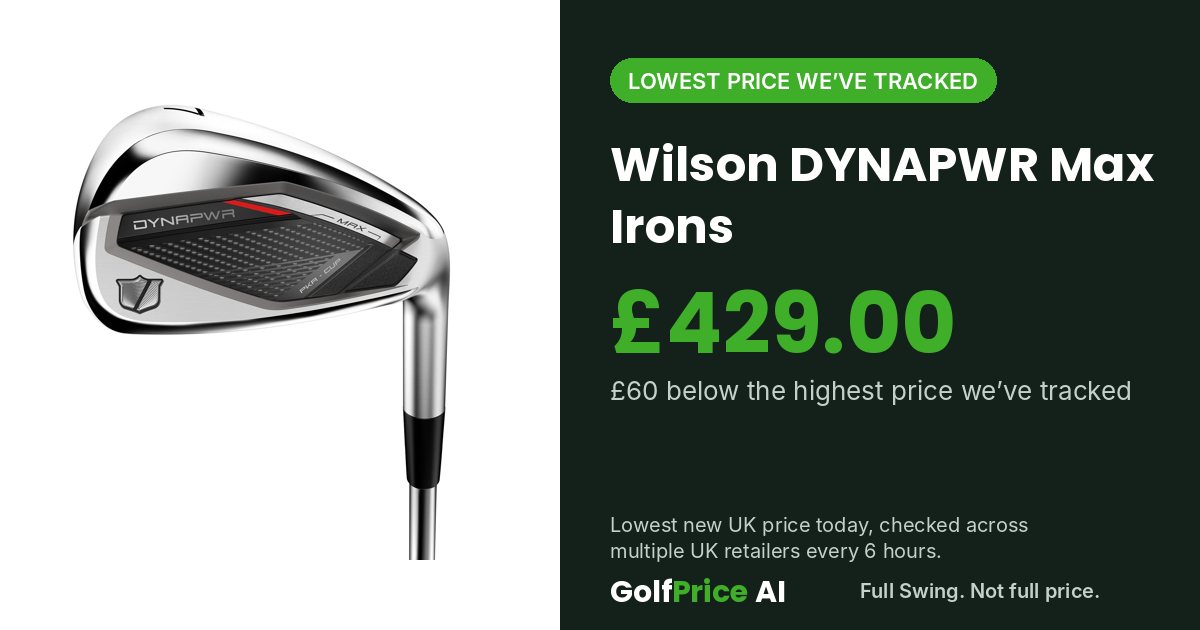 7
DYNAPWR
MAX
PKR - CUP
LOWEST PRICE WE’VE TRACKED
Wilson DYNAPWR Max
Irons
£429.00
£60 below the highest price we’ve tracked
Lowest new UK price today, checked across
multiple UK retailers every 6 hours.
GolfPrice AI
Full Swing. Not full price.